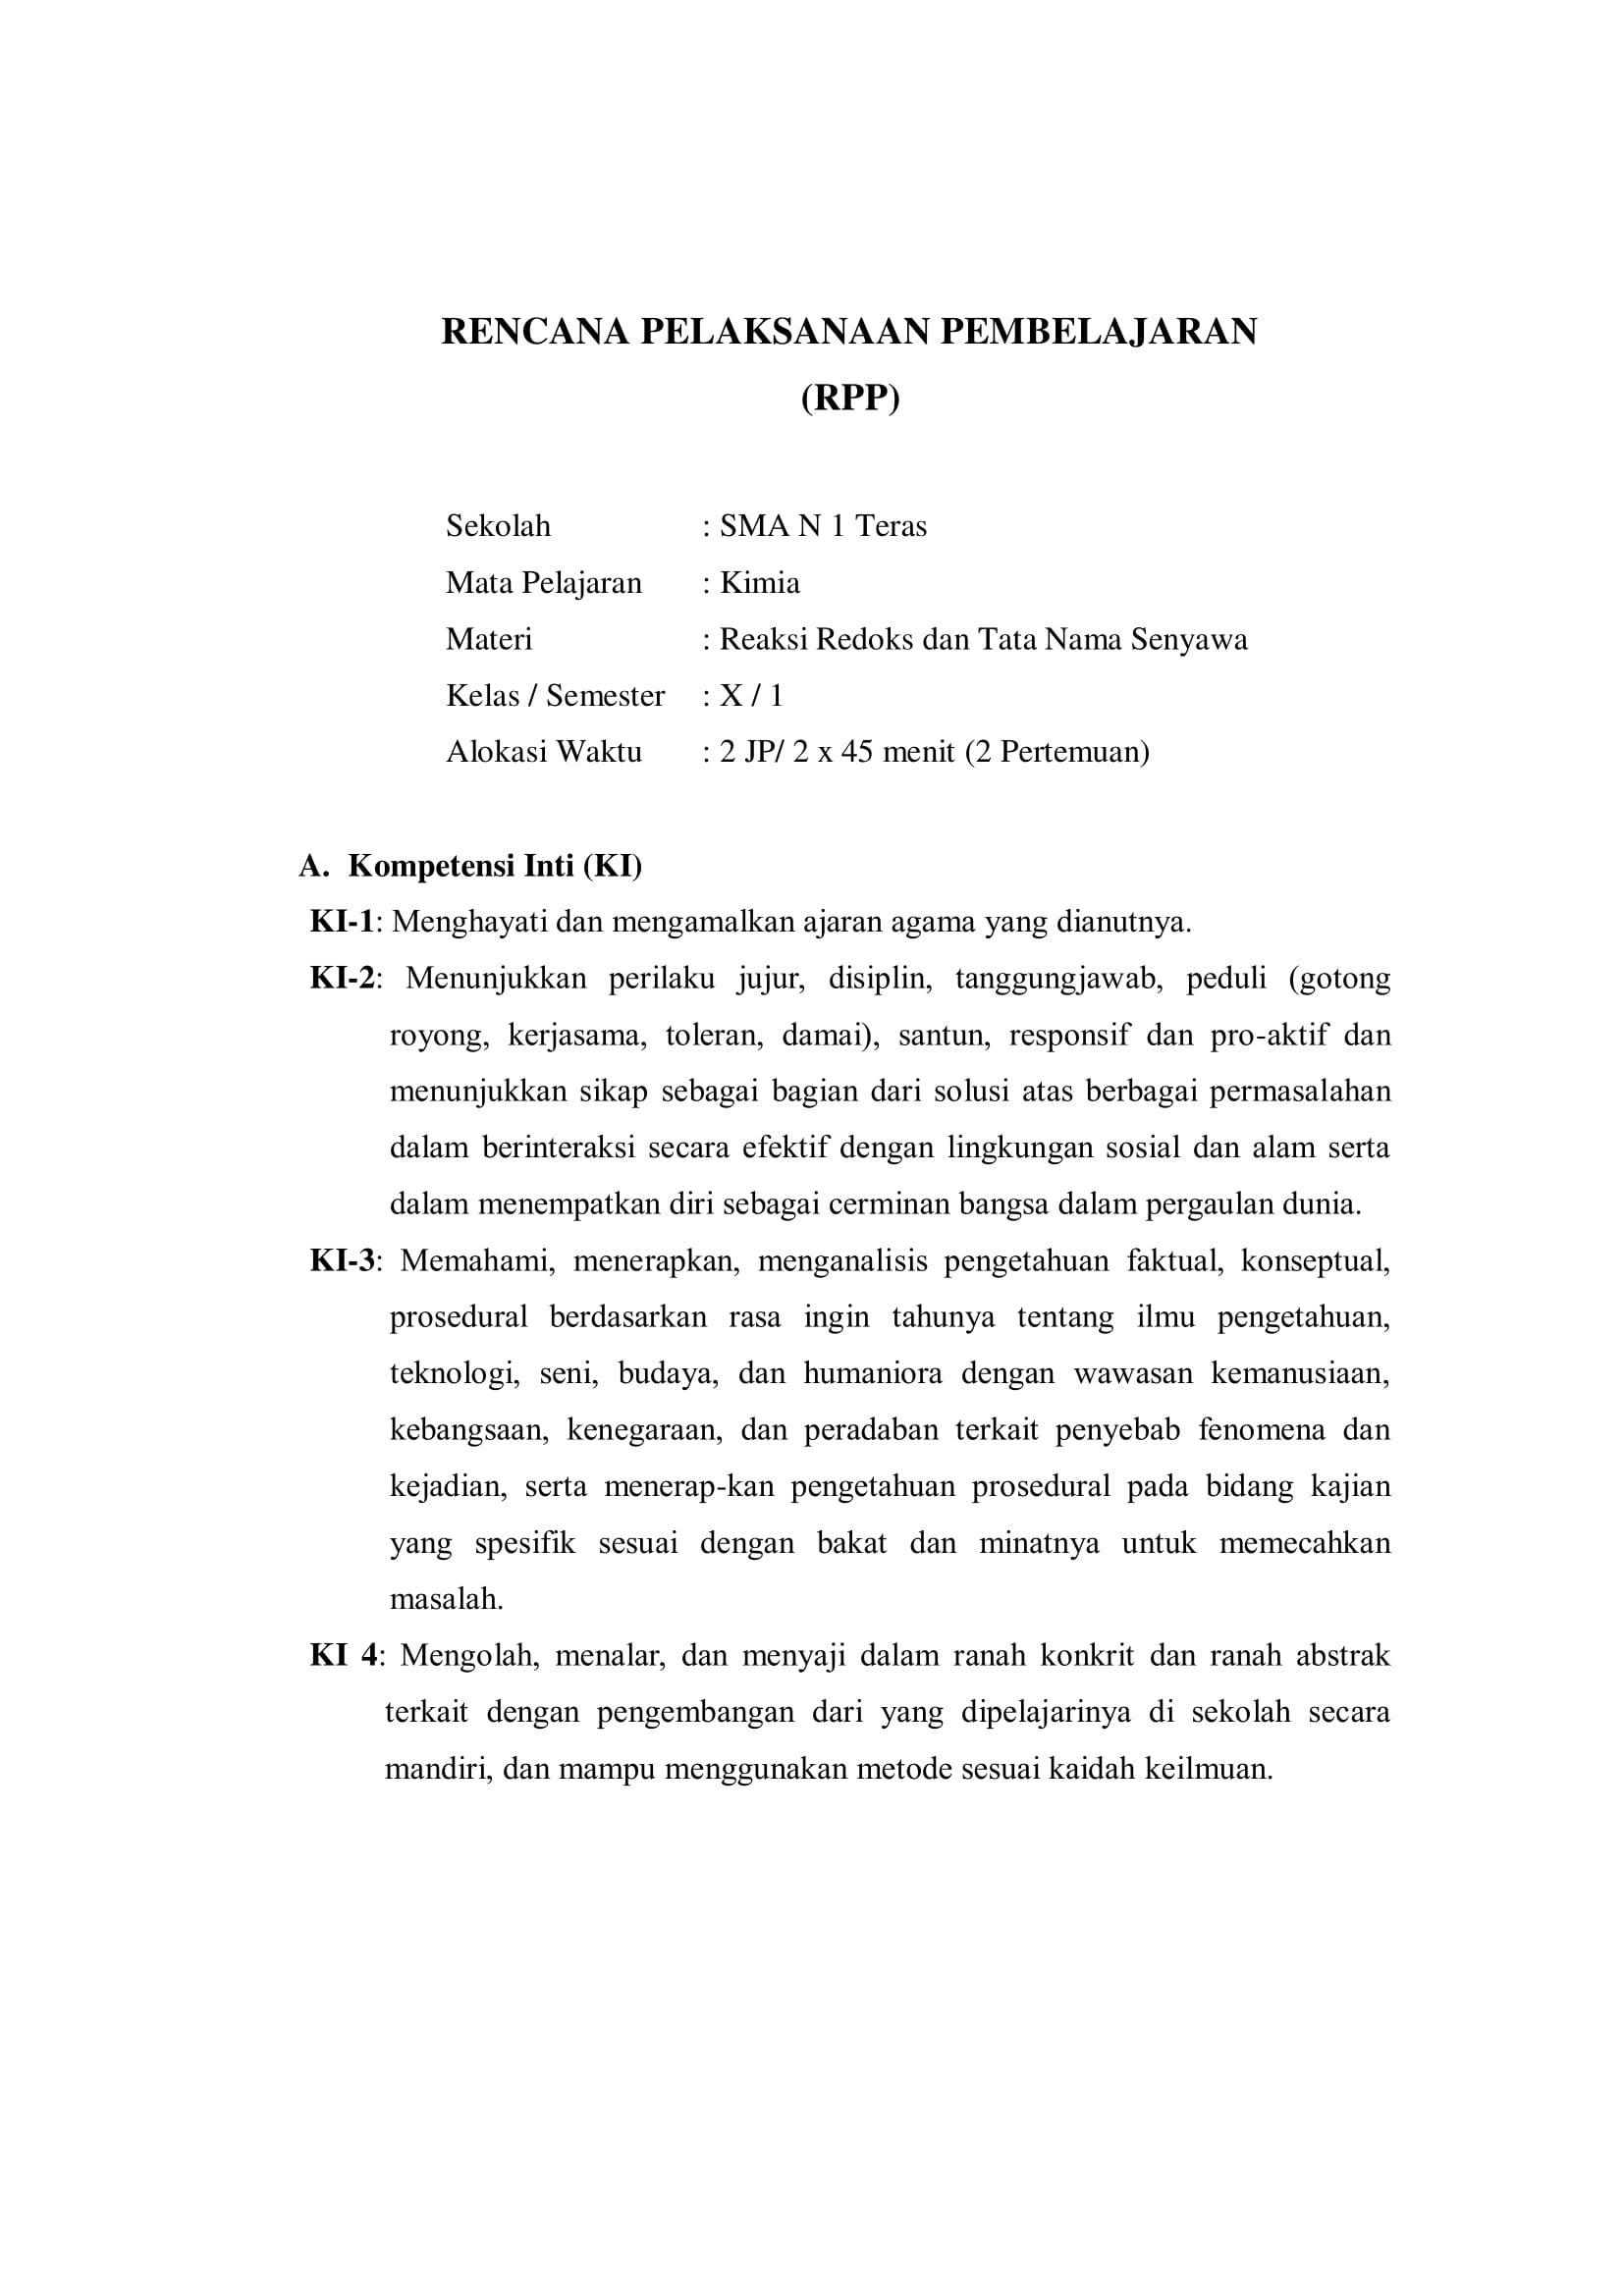 RENCANA PELAKSANAAN PEMBELAJARAN
(RPP)
Sekolah : SMA N 1 Teras
Mata Pelajaran : Kimia
Materi : Reaksi Redoks dan Tata Nama Senyawa
Kelas / Semester : X / 1
Alokasi Waktu : 2 JP/ 2 x 45 menit (2 Pertemuan)
A. Kompetensi Inti (KI)
KI-1: Menghayati dan mengamalkan ajaran agama yang dianutnya.
KI-2: Menunjukkan perilaku jujur, disiplin, tanggungjawab, peduli (gotong
royong, kerjasama, toleran, damai), santun, responsif dan pro-aktif dan
menunjukkan sikap sebagai bagian dari solusi atas berbagai permasalahan
dalam berinteraksi secara efektif dengan lingkungan sosial dan alam serta
dalam menempatkan diri sebagai cerminan bangsa dalam pergaulan dunia.
KI-3: Memahami, menerapkan, menganalisis pengetahuan faktual, konseptual,
prosedural berdasarkan rasa ingin tahunya tentang ilmu pengetahuan,
teknologi, seni, budaya, dan humaniora dengan wawasan kemanusiaan,
kebangsaan, kenegaraan, dan peradaban terkait penyebab fenomena dan
kejadian, serta menerap-kan pengetahuan prosedural pada bidang kajian
yang spesifik sesuai dengan bakat dan minatnya untuk memecahkan
masalah.
KI 4: Mengolah, menalar, dan menyaji dalam ranah konkrit dan ranah abstrak
terkait dengan pengembangan dari yang dipelajarinya di sekolah secara
mandiri, dan mampu menggunakan metode sesuai kaidah keilmuan.